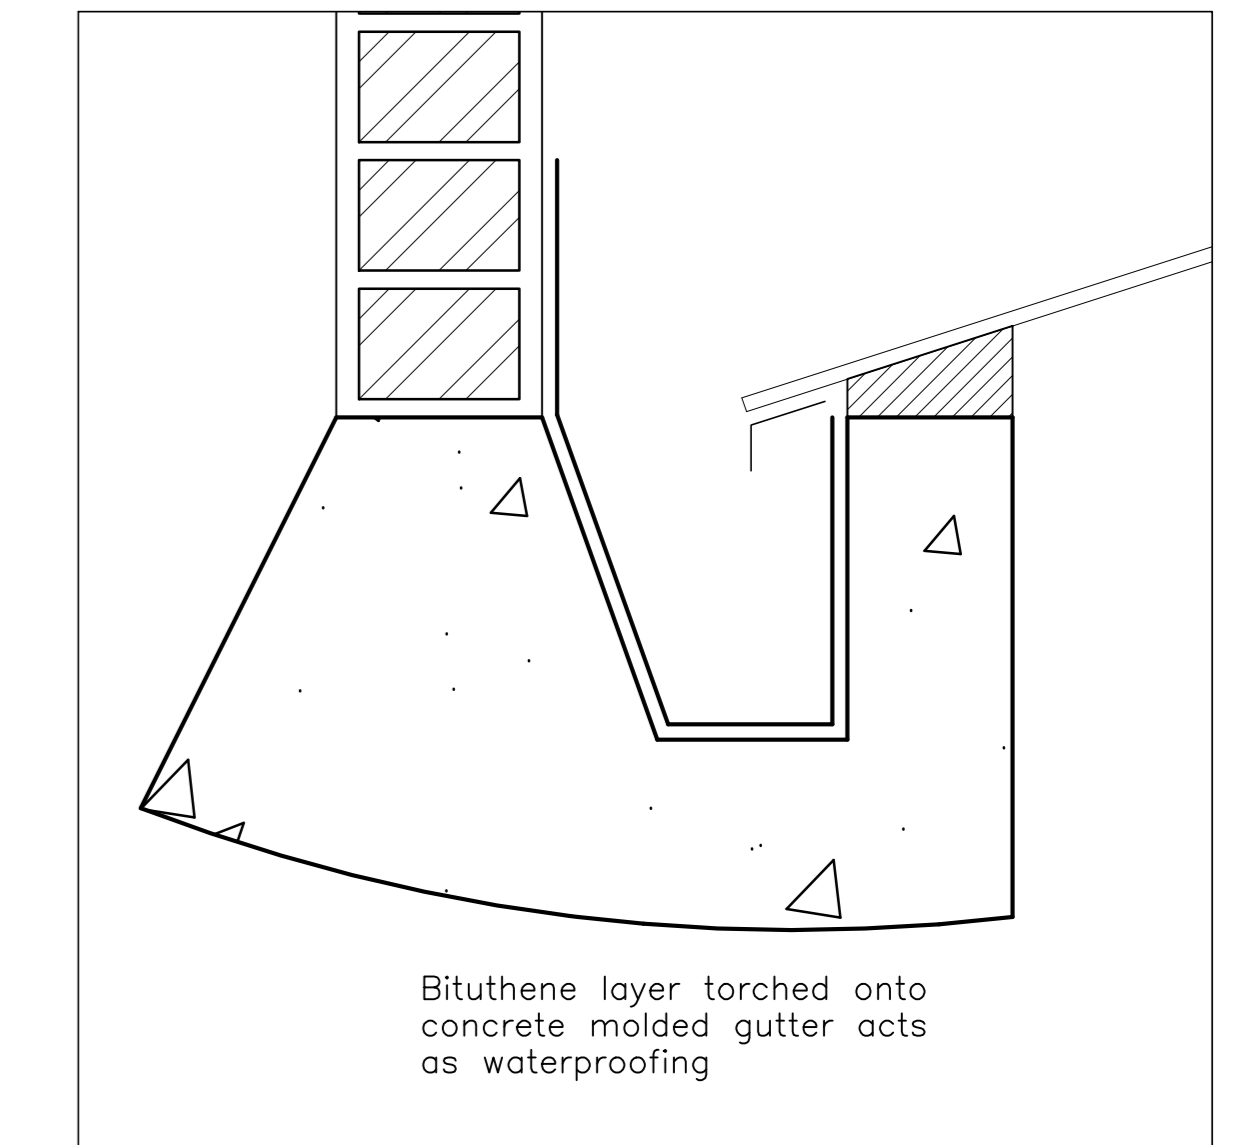 Bituthene layer torched onto
concrete molded gutter acts
as waterproofing